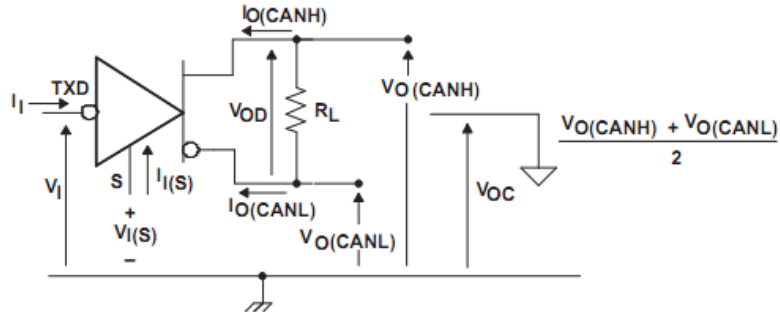 IO(CANH)
TXD
II
VOD
RL
VO(CANH)
VO(CANH) + VO(CANL)
2
VI
S
II(S)
+
VI(S)
–
IO(CANL)
VO(CANL)
VOC